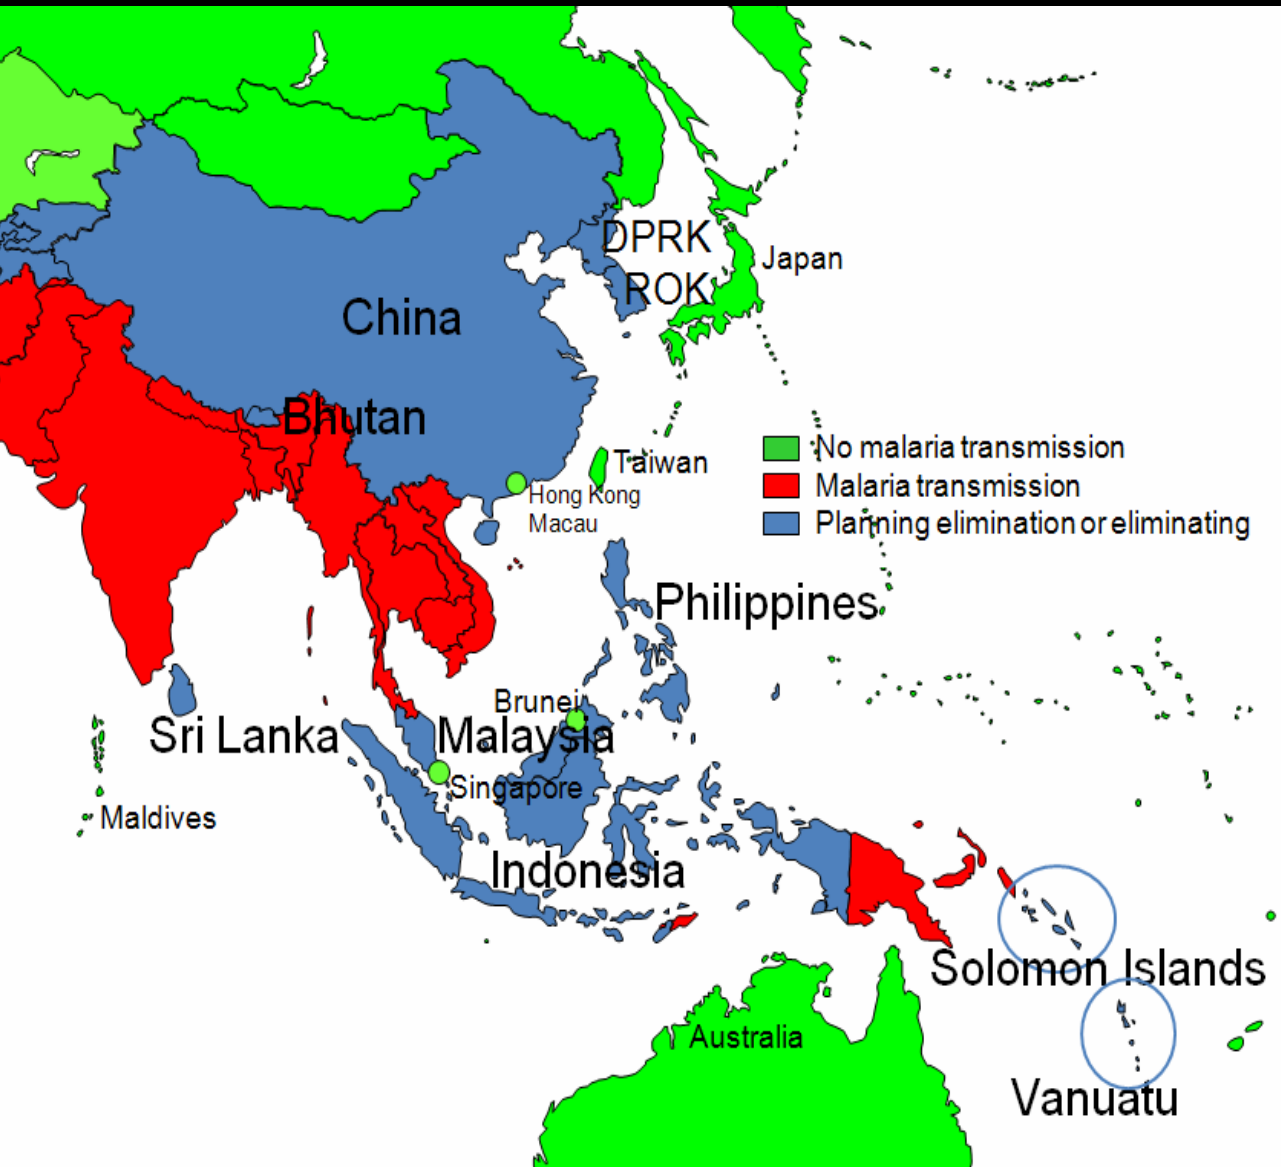 DPRK
Japan
ROK
China
Bhutan
No malaria transmission
Taiwan
Malaria transmission
Hong Kong
Macau
Planning elimination or eliminating
Philippines
Brunei
Sri Lanka
Malaysia
Singapore
Maldives
Indonesia
Solomon Islands
Australia
Vanuatu